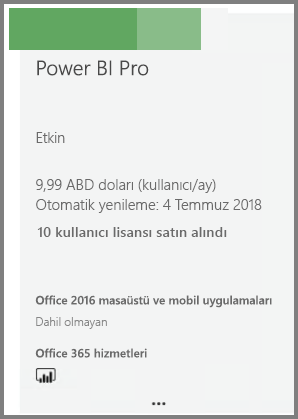 Power BI Pro
Etkin
9,99 ABD doları (kullanıcı/ay)
Otomatik yenileme: 4 Temmuz 2018
10 kullanıcı lisansı satın alındı
Office 2016 masaüstü ve mobil uygulamaları
Dahil olmayan
Office 365 hizmetleri
...